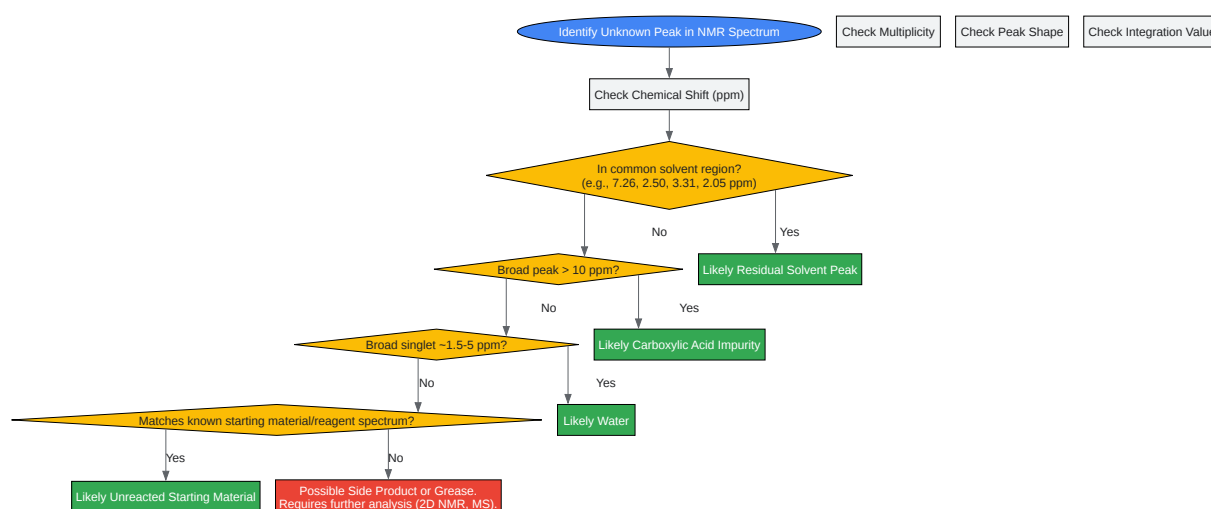 Identify Unknown Peak in NMR Spectrum
Check Multiplicity
Check Peak Shape
Check Integration Value
Check Chemical Shift (ppm)
In common solvent region?
(e.g., 7.26, 2.50, 3.31, 2.05 ppm)
No
Yes
Broad peak > 10 ppm?
Likely Residual Solvent Peak
No
Yes
Broad singlet ~1.5-5 ppm?
Likely Carboxylic Acid Impurity
No
Yes
Matches known starting material/reagent spectrum?
Likely Water
Yes
No
Likely Unreacted Starting Material
Possible Side Product or Grease.
Requires further analysis (2D NMR, MS).